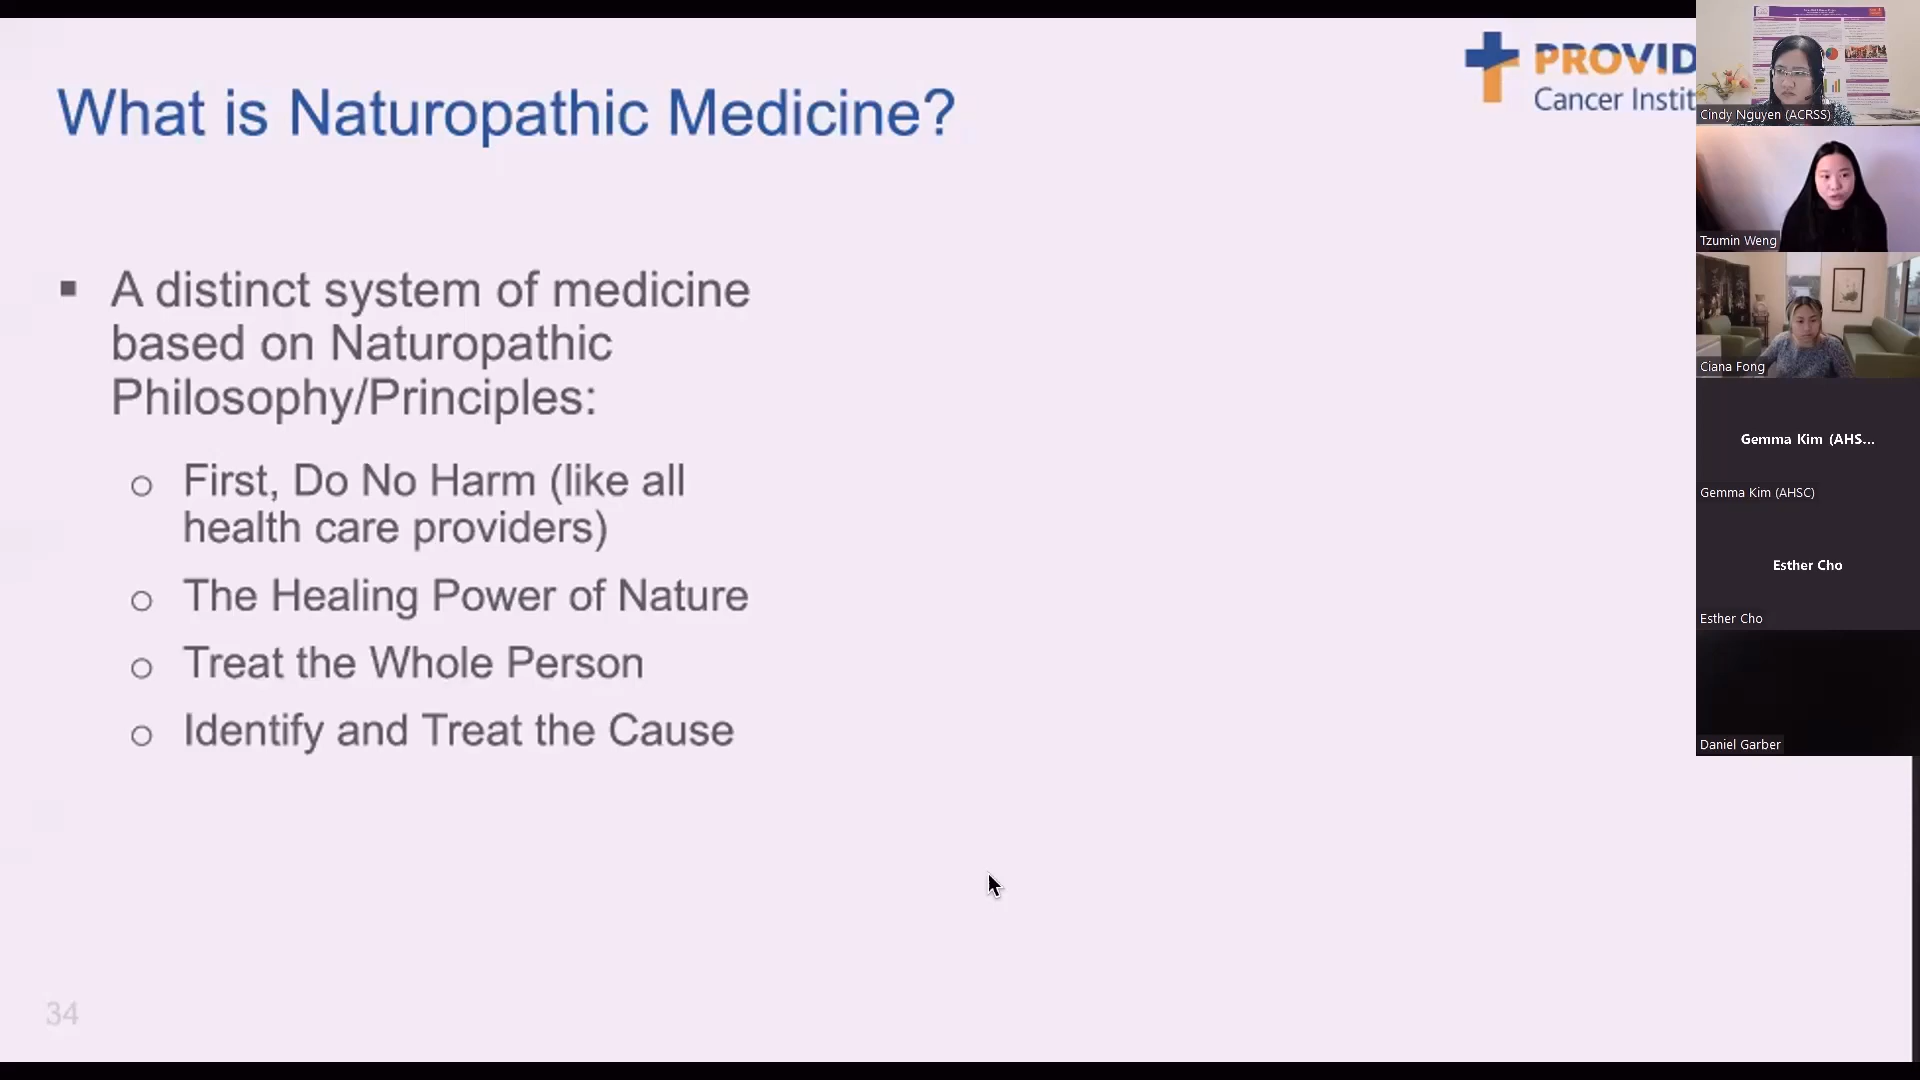 What is Naturopathic Medicine?
PROVID
Cancer Instit
A distinct system of medicine
based on Naturopathic
Philosophy/Principles:
First, Do No Harm (like all
health care providers)
The Healing Power of Nature
Treat the Whole Person
Identify and Treat the Cause
34
Cindy Nguyen (ACRSS)
Tzumin Weng
Ciana Fong
Gemma Kim (AHS...
Gemma Kim (AHSC)
Esther Cho
Esther Cho
Daniel Garber